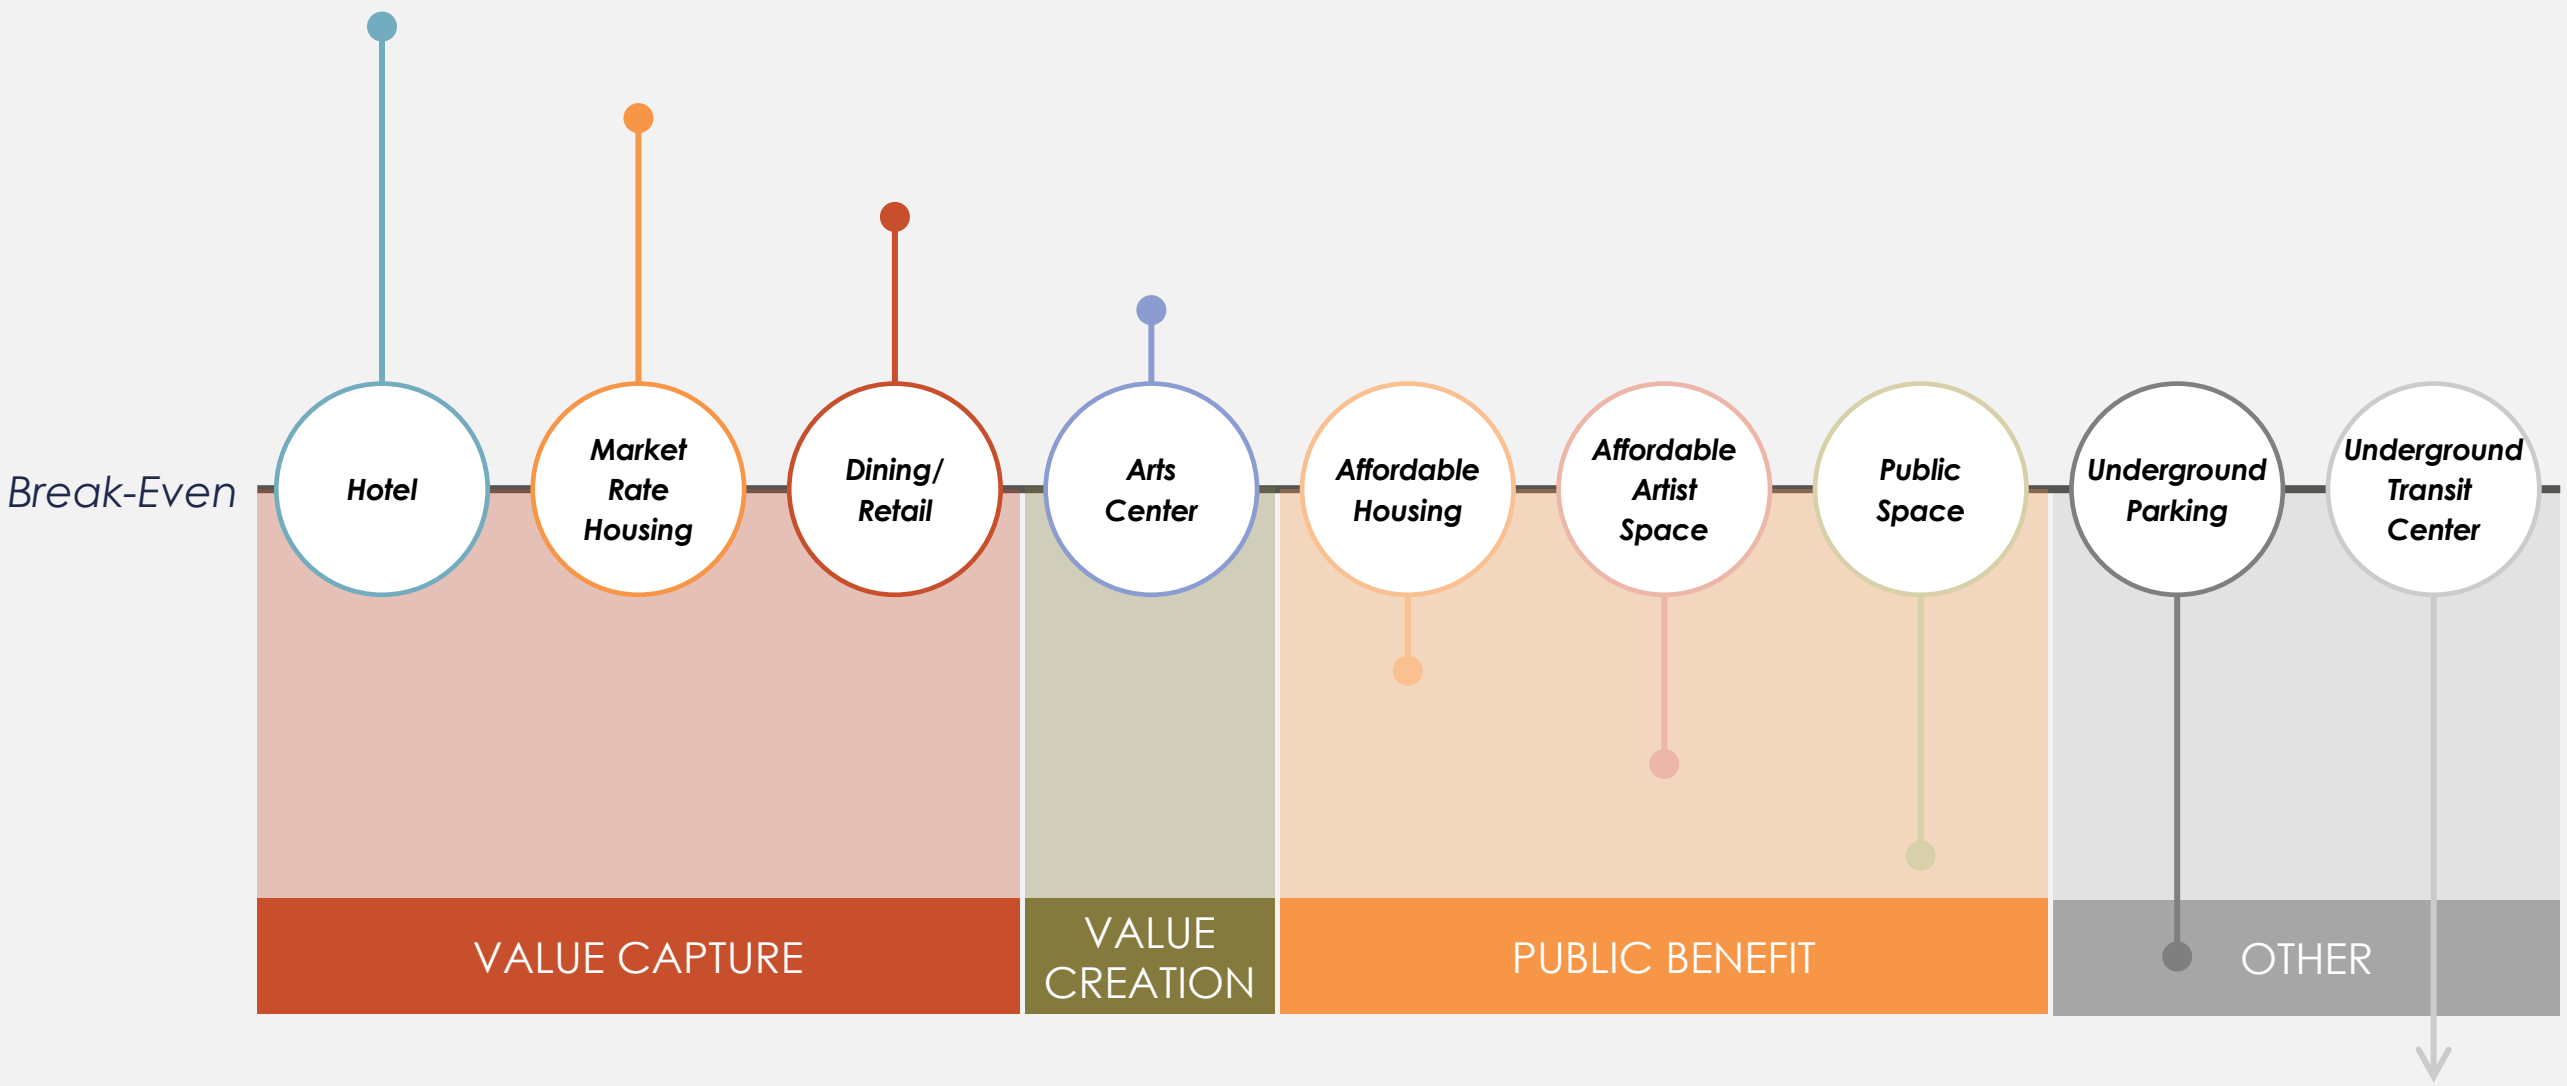 Break-Even
Hotel
Market
Rate
Housing
Dining/
Retail
Arts
Center
Affordable
Housing
Affordable
Artist
Space
Public
Space
Underground
Parking
Underground
Transit
Center
VALUE CAPTURE
VALUE
CREATION
PUBLIC BENEFIT
OTHER